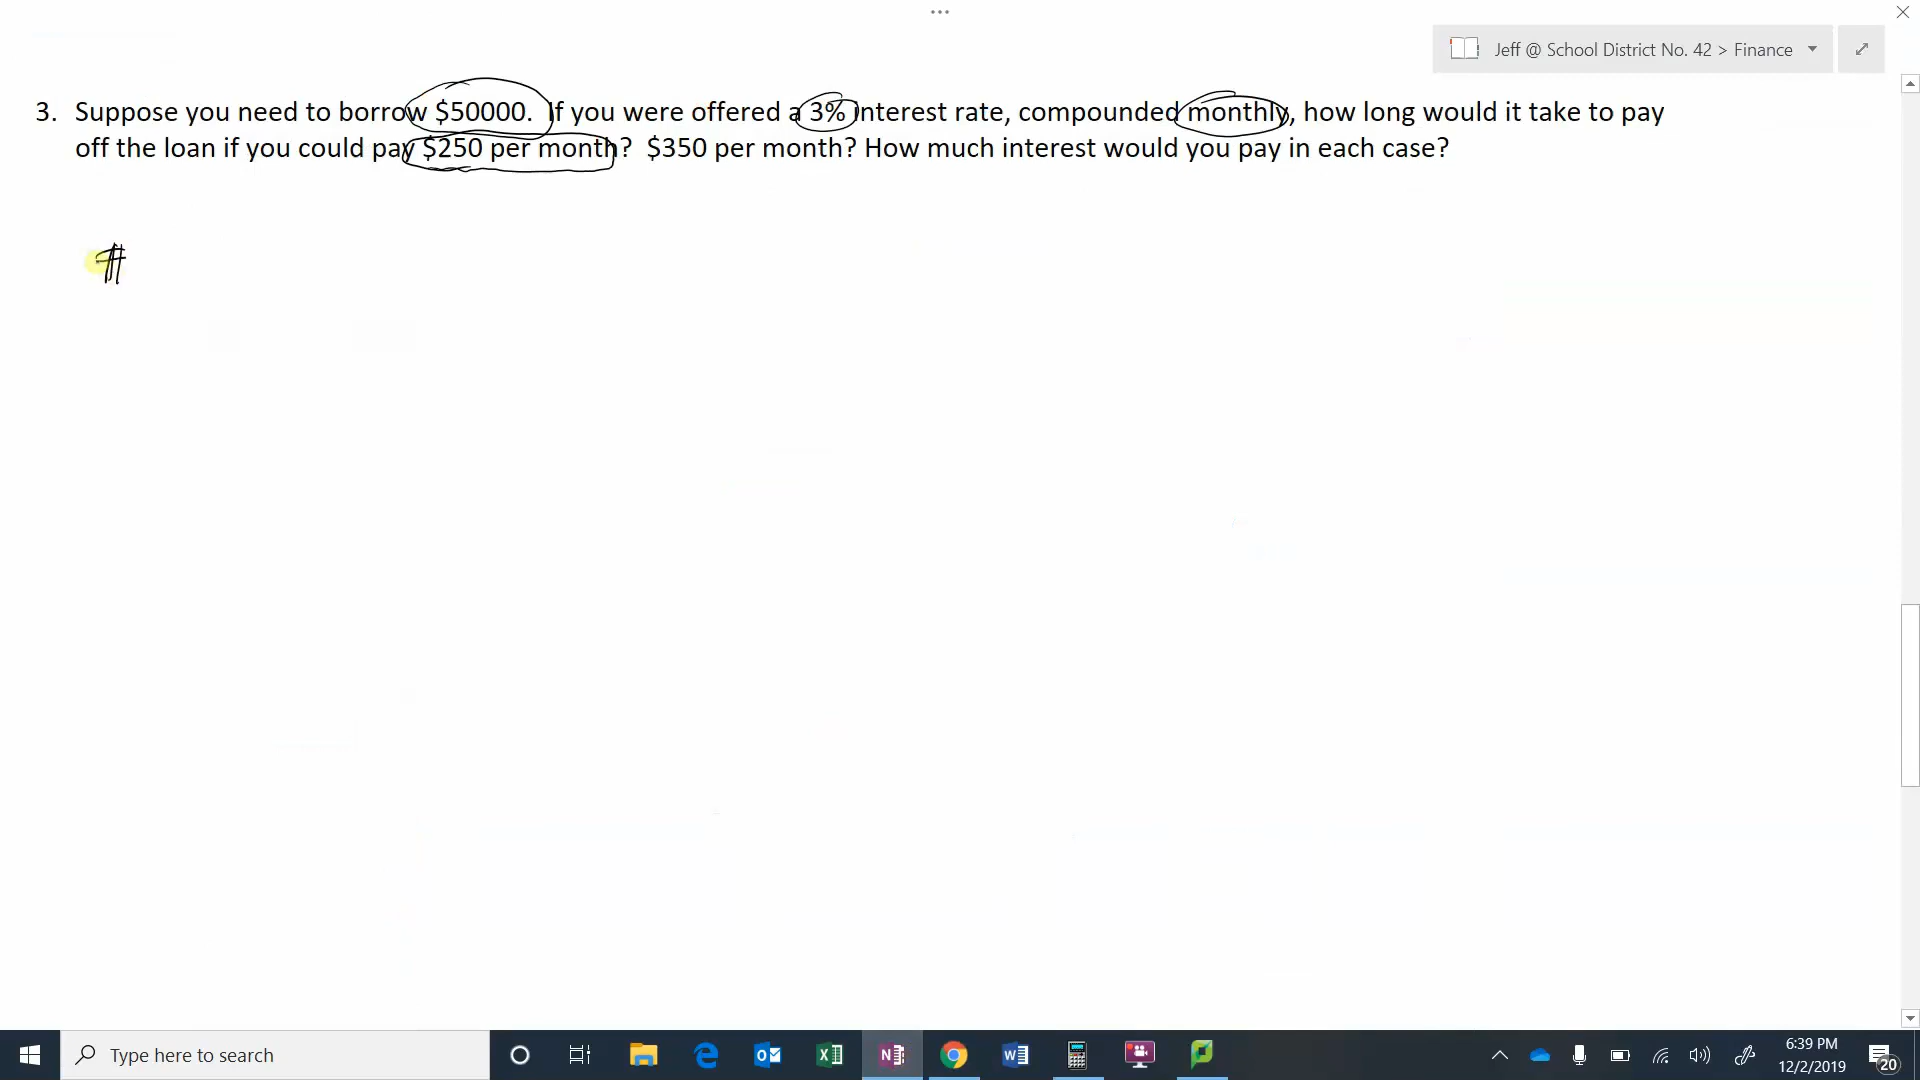 Jeff @ School District No. 42 > Finance
3. Suppose you need to borrow $50000. If you were offered a 3% interest rate, compounded monthly, how long would it take to pay
off the loan if you could pay $250 per month? $350 per month? How much interest would you pay in each case?
#
Type here to search
6:39 PM
12/2/2019
20